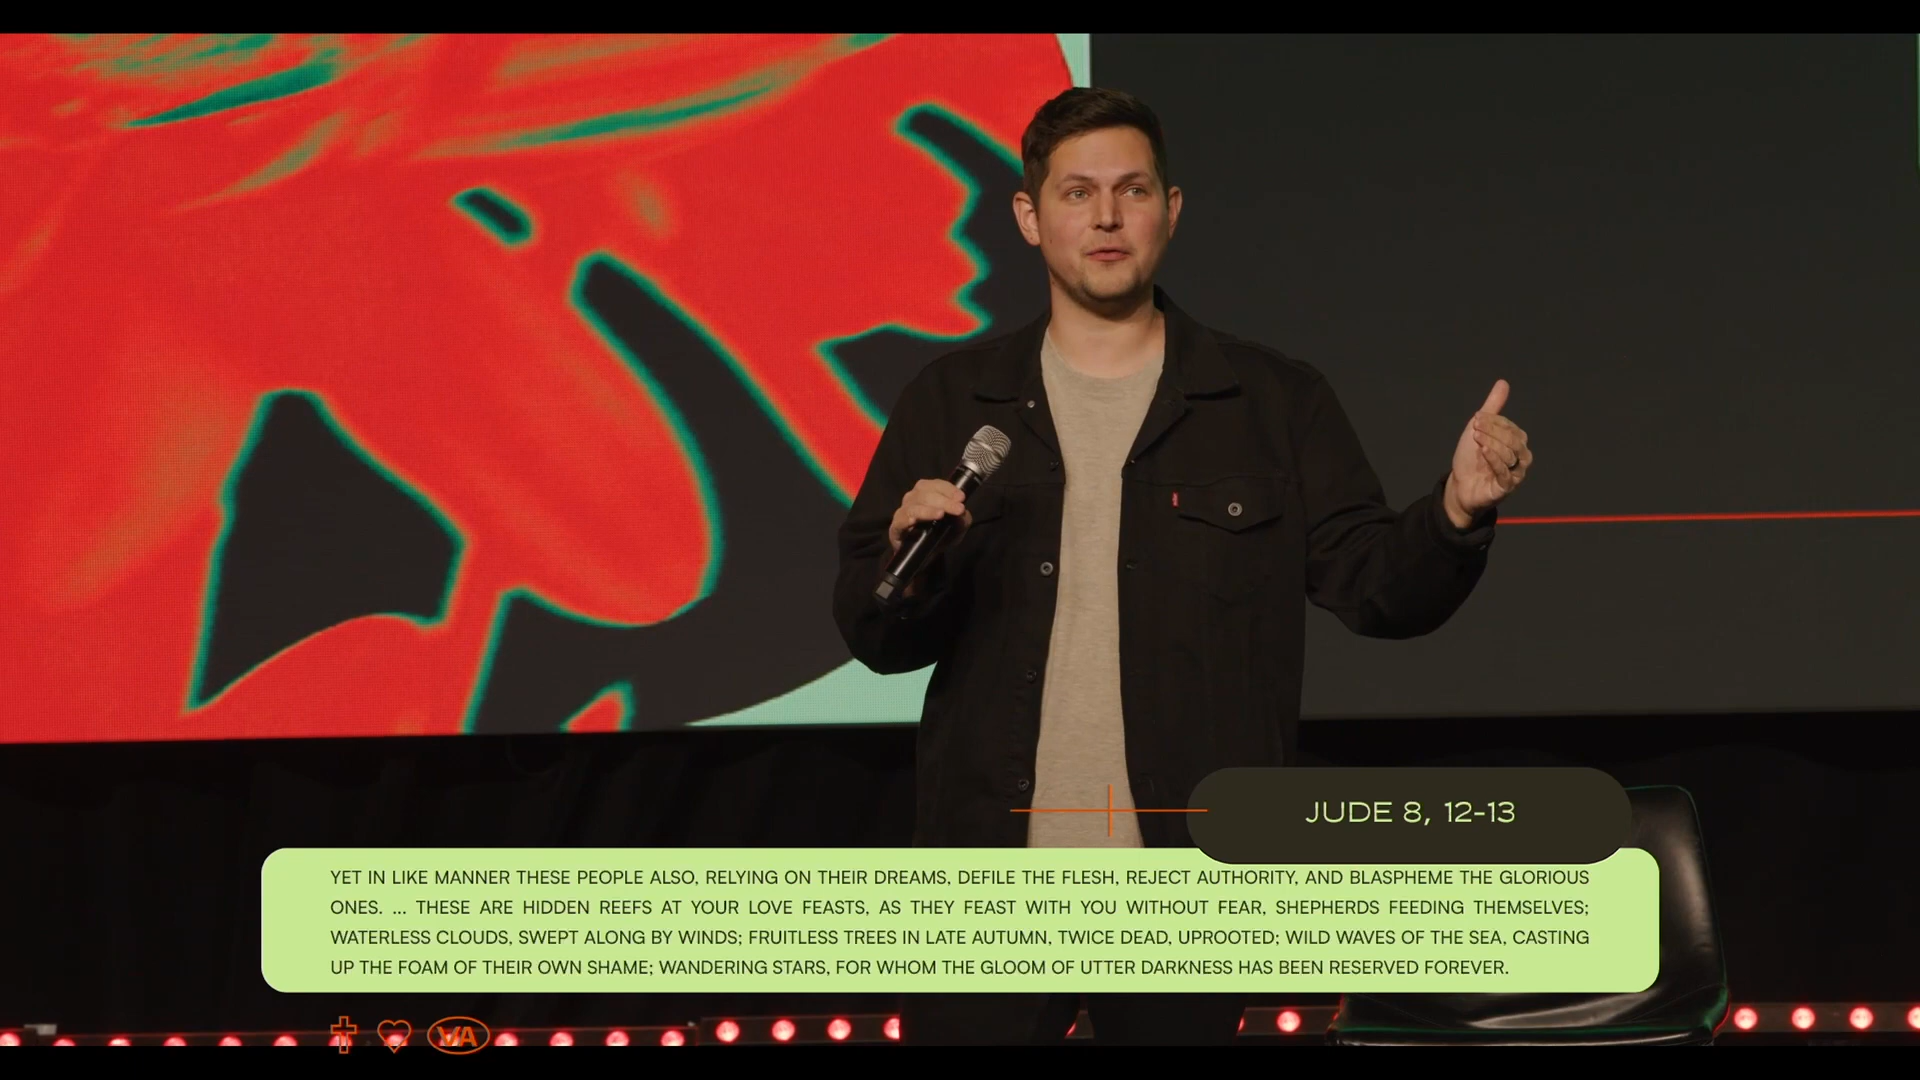 JUDE 8, 12-13
YET IN LIKE MANNER THESE PEOPLE ALSO, RELYING ON THEIR DREAMS, DEFILE THE FLESH, REJECT AUTHORITY, AND BLASPHEME THE GLORIOUS
ONES. ... THESE ARE HIDDEN REEFS AT YOUR LOVE FEASTS, AS THEY FEAST WITH YOU WITHOUT FEAR, SHEPHERDS FEEDING THEMSELVES;
WATERLESS CLOUDS, SWEPT ALONG BY WINDS; FRUITLESS TREES IN LATE AUTUMN, TWICE DEAD, UPROOTED; WILD WAVES OF THE SEA, CASTING
UP THE FOAM OF THEIR OWN SHAME; WANDERING STARS, FOR WHOM THE GLOOM OF UTTER DARKNESS HAS BEEN RESERVED FOREVER.
VA